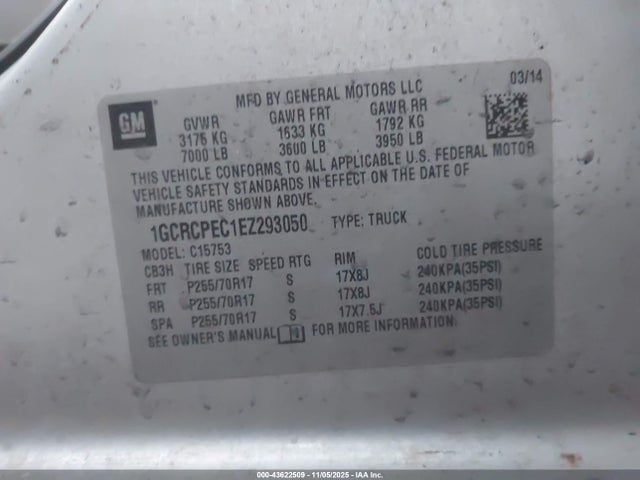 MFD BY GENERAL MOTORS LLC
03/14
GM
GVWR GAWR FRT GAWR RR
3176 KG 1533 KG 1792 KG
7000 LB 3600 LB 3950 LB
THIS VEHICLE CONFORMS TO ALL APPLICABLE U.S. FEDERAL MOTOR
VEHICLE SAFETY STANDARDS IN EFFECT ON THE DATE OF
MANUFACTURE SHOWN ABOVE.
1GCRCPEC1EZ293050 TYPE: TRUCK
MODEL: C15753
CB3H TIRE SIZE SPEED RTG RIM COLD TIRE PRESSURE
FRT P255/70R17 S 17X8J 240KPA(35PSI)
RR P255/70R17 S 17X8J 240KPA(35PSI)
SPA P255/70R17 S 17X7.5J 240KPA(35PSI)
SEE OWNER'S MANUAL FOR MORE INFORMATION.
000-43622509 - 11/05/2025 - IAA Inc.